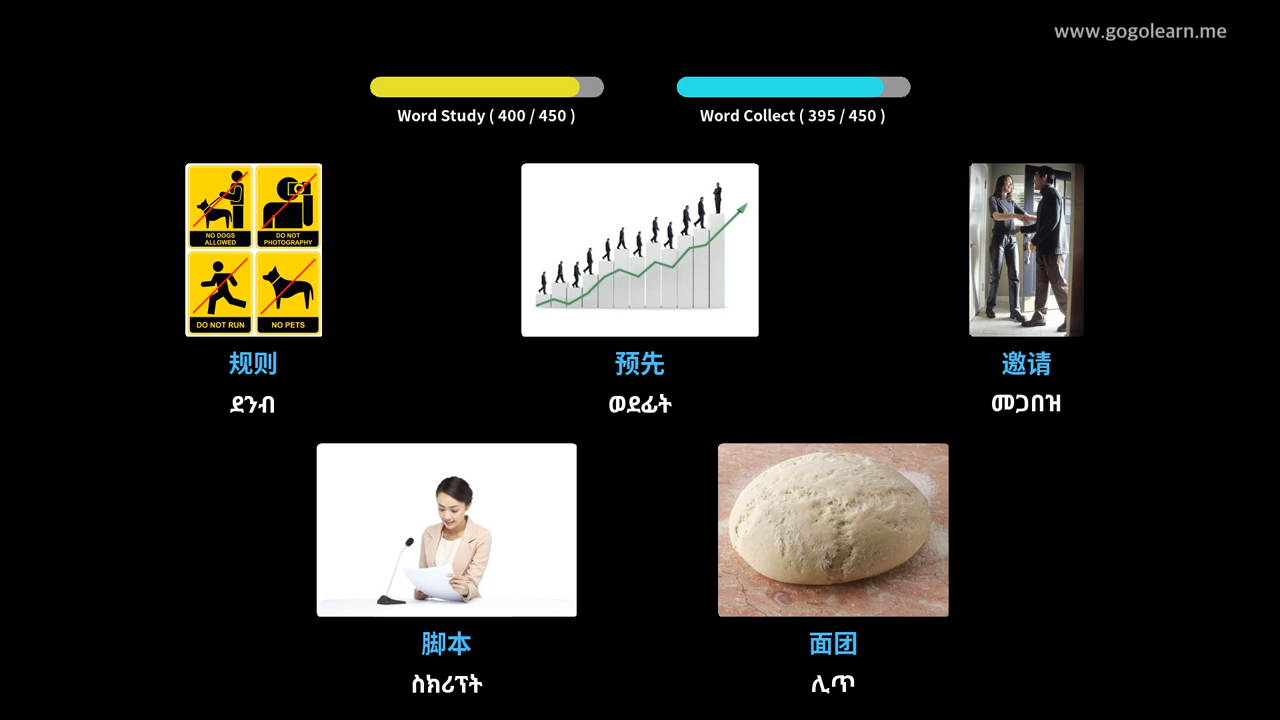 www.gogolearn.me
Word Study ( 400 / 450 )
Word Collect ( 395 / 450 )
NO DOGS
ALLOWED
DO NOT
PHOTOGRAPHY
DO NOT RUN
NO PETS
规则
ደንብ
预先
ወደፊት
邀请
መጋበዝ
脚本
ስክሪፕት
面团
ሊጥ